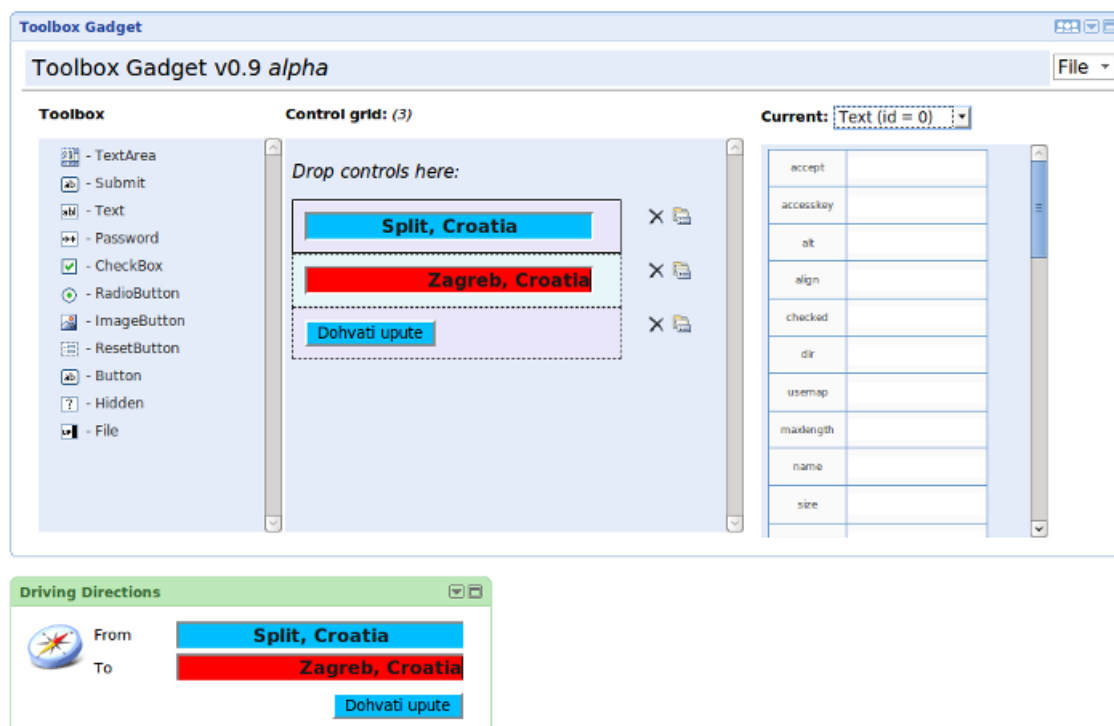 Toolbox Gadget
Toolbox Gadget v0.9 alpha
File
Toolbox
Control grid: (3)
Current: Text (id = 0)
- TextArea
- Submit
- Text
- Password
- CheckBox
- RadioButton
- ImageButton
- ResetButton
- Button
- Hidden
- File
Drop controls here:
Split, Croatia
Zagreb, Croatia
Dohvati upute
accept
accesskey
alt
align
checked
dir
usemap
maxlength
name
size
Driving Directions
From
Split, Croatia
To
Zagreb, Croatia
Dohvati upute